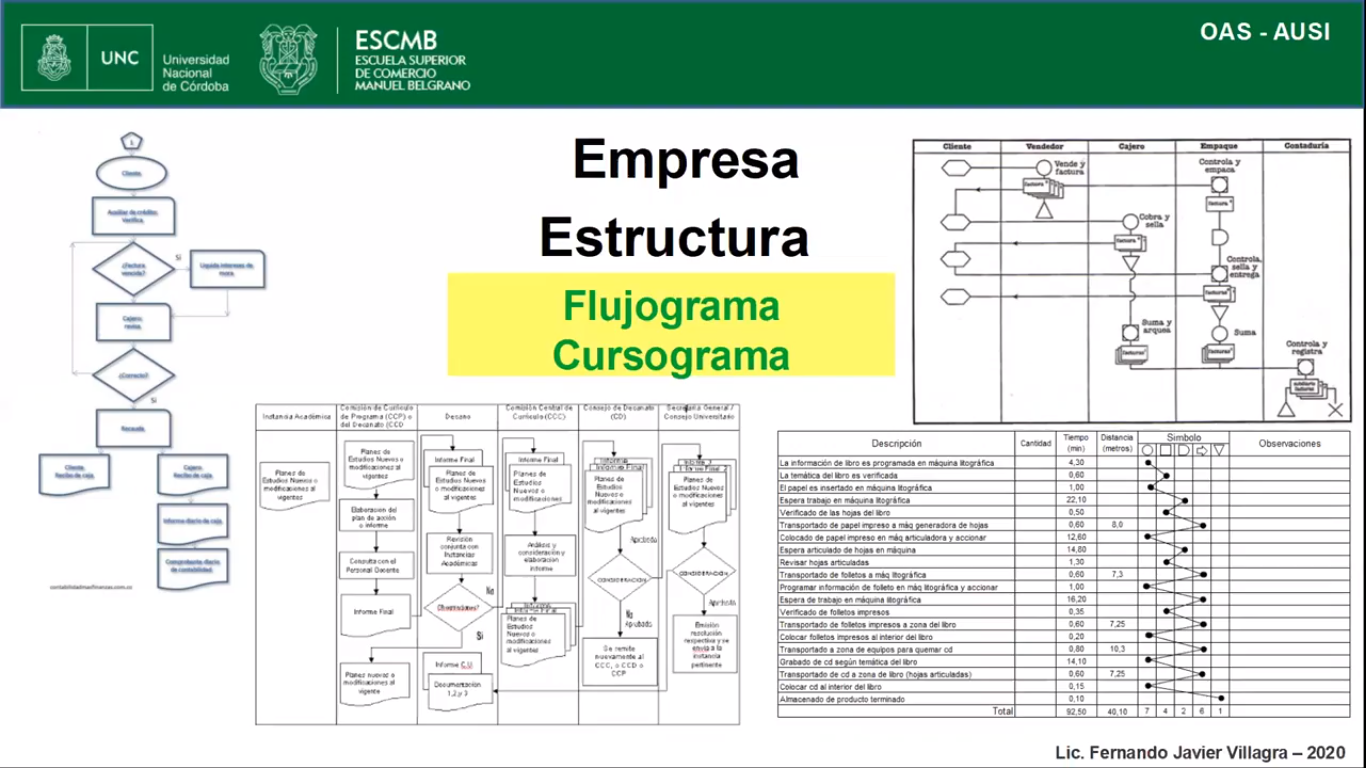 UNC
Universidad
Nacional
de Córdoba
ESCMB
ESCUELA SUPERIOR
DE COMERCIO
MANUEL BELGRANO
OAS - AUSI
Empresa
Estructura
Flujograma
Cursograma
1
Cliente
Auxiliar de crédito,
verifica.
¿Factura
vencida?
Si
Liquida intereses de
mora.
Cajero,
revisa.
¿Correcto?
Si
Recauda.
Cliente,
Recibo de caja.
Cajero,
Recibo de caja.
Informe diario de caja.
Comprobante diario
de contabilidad.
Cliente
Vendedor
Cajero
Empaque
Contaduría
Vende y
factura
factura
Controla y
empaca
factura
Cobra y
sella
factura
Controla,
sella y
entrega
facturas
Suma y
arquea
facturas
Suma
facturas
Controla y
registra
Instancia Académica
Comisión de Currículo
de Programa (CCP) o
del Decanato (CCD
Decano
Comisión Central de
Currículo (CCC)
Consejo de Decanato
(CD)
Secretaría General /
Consejo Universitario
Planes de
Estudios Nuevos o
modificaciones al
vigentes
Planes de
Estudios Nuevos o
modificaciones al
vigentes
Elaboracion del
plan de acción
o informe
Consulta con el
Personal Docente
Informe Final
Planes nuevos o
modificaciones al
vigente
Informe Final
Planes de
Estudios Nuevos o
modificaciones
al vigentes
Revisión
conjunta con
Instancias
Académicas
Observaciones?
No
Si
Informe C.U.
Documentación
1,2,y 3
Informe Final
Planes de
Estudios
Nuevos o
modificaciones
Análisis y
consideración y
elaboración
informe
Informe Final
Planes de
Estudios
Nuevos o
modificaciones
al vigentes
Informe Final
Planes de
Estudios
Nuevos o
modificaciones
al vigentes
Aprobada
CONSIDERACION
No
Aprobada
Se remite
nuevamente al
CCC, o CCD o
CCP
Planes de
Estudios
Nuevos o
modificaciones
al vigentes
CONSIDERACION
Aprobada
Emisión
resolución
respectiva y se
envía a la
instancia
pertinente
Descripción Cantidad Tiempo (min) Distancia (metros) Simbolo Observaciones
La información de libro es programada en máquina litográfica 4,30
La temática del libro es verificada 0,60
El papel es insertado en máquina litográfica 1,00
Espera trabajo en máquina litográfica 22,10
Verificado de las hojas del libro 0,50
Transportado de papel impreso a máq generadora de hojas 0,60 8,0
Colocado de papel impreso en máq articuladora y accionar 12,60
Espera articulado de hojas en máquina 14,80
Revisar hojas articuladas 1,30
Transportado de folletos a máq litográfica 0,60 7,3
Programar información de folleto en máq litográfica y accionar 1,00
Espera de trabajo en máquina litográfica 16,20
Verificado de folletos impresos 0,35
Transportado de folletos impresos a zona del libro 0,60 7,25
Colocar folletos impresos al interior del libro 0,20
Transportado a zona de equipos para quemar cd 0,80 10,3
Grabado de cd según temática del libro 14,10
Transportado de cd a zona de libro (hojas articuladas) 0,60 7,25
Colocar cd al interior del libro 0,15
Almacenado de producto terminado 0,10
Total 92,50 40,10 7 4 2 6 1
Lic. Fernando Javier Villagra – 2020